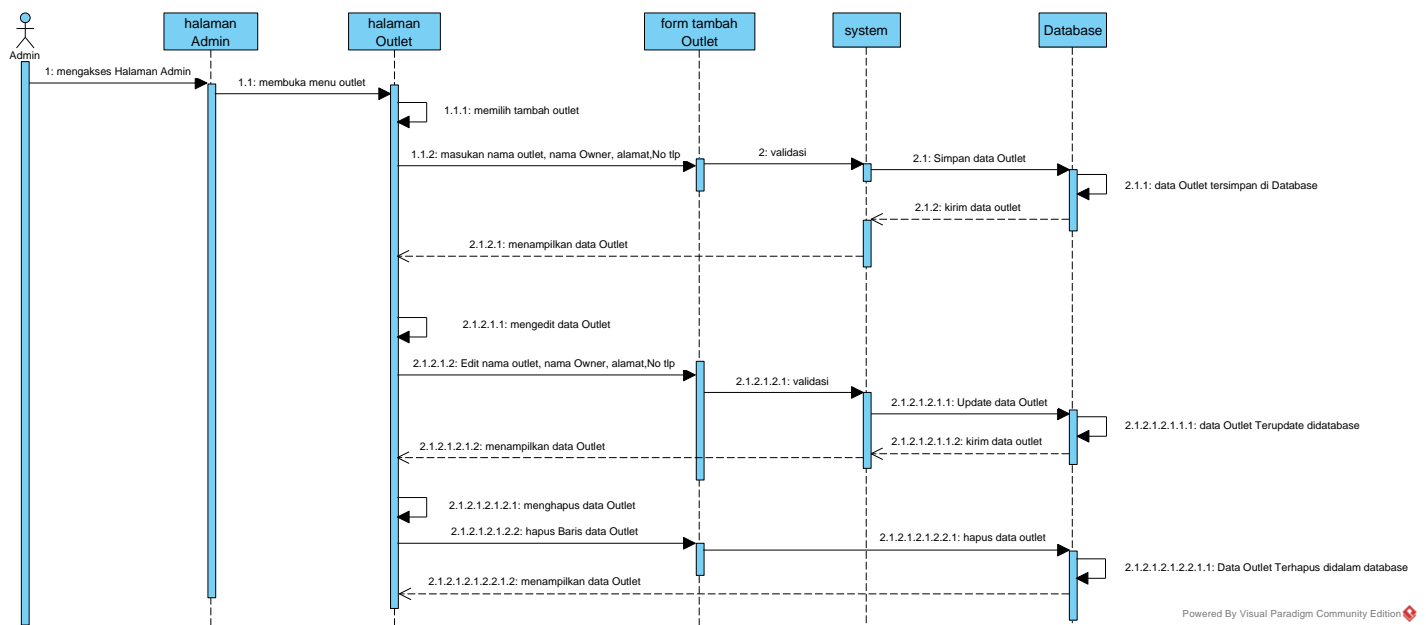 halaman
Admin
halaman
Outlet
form tambah
Outlet
system
Database
Admin
1: mengakses Halaman Admin
1.1: membuka menu outlet
1.1.1: memilih tambah outlet
1.1.2: masukan nama outlet, nama Owner, alamat,No tlp
2: validasi
2.1: Simpan data Outlet
2.1.1: data Outlet tersimpan di Database
2.1.2: kirim data outlet
2.1.2.1: menampilkan data Outlet
2.1.2.1.1: mengedit data Outlet
2.1.2.1.2: Edit nama outlet, nama Owner, alamat,No tlp
2.1.2.1.2.1: validasi
2.1.2.1.2.1.1: Update data Outlet
2.1.2.1.2.1.1.1: data Outlet Terupdate didatabase
2.1.2.1.2.1.1.2: kirim data outlet
2.1.2.1.2.1.2: menampilkan data Outlet
2.1.2.1.2.1.2.1: menghapus data Outlet
2.1.2.1.2.1.2.2: hapus Baris data Outlet
2.1.2.1.2.1.2.2.1: hapus data outlet
2.1.2.1.2.1.2.2.1.1: Data Outlet Terhapus didalam database
2.1.2.1.2.1.2.2.1.2: menampilkan data Outlet
Powered By Visual Paradigm Community Edition